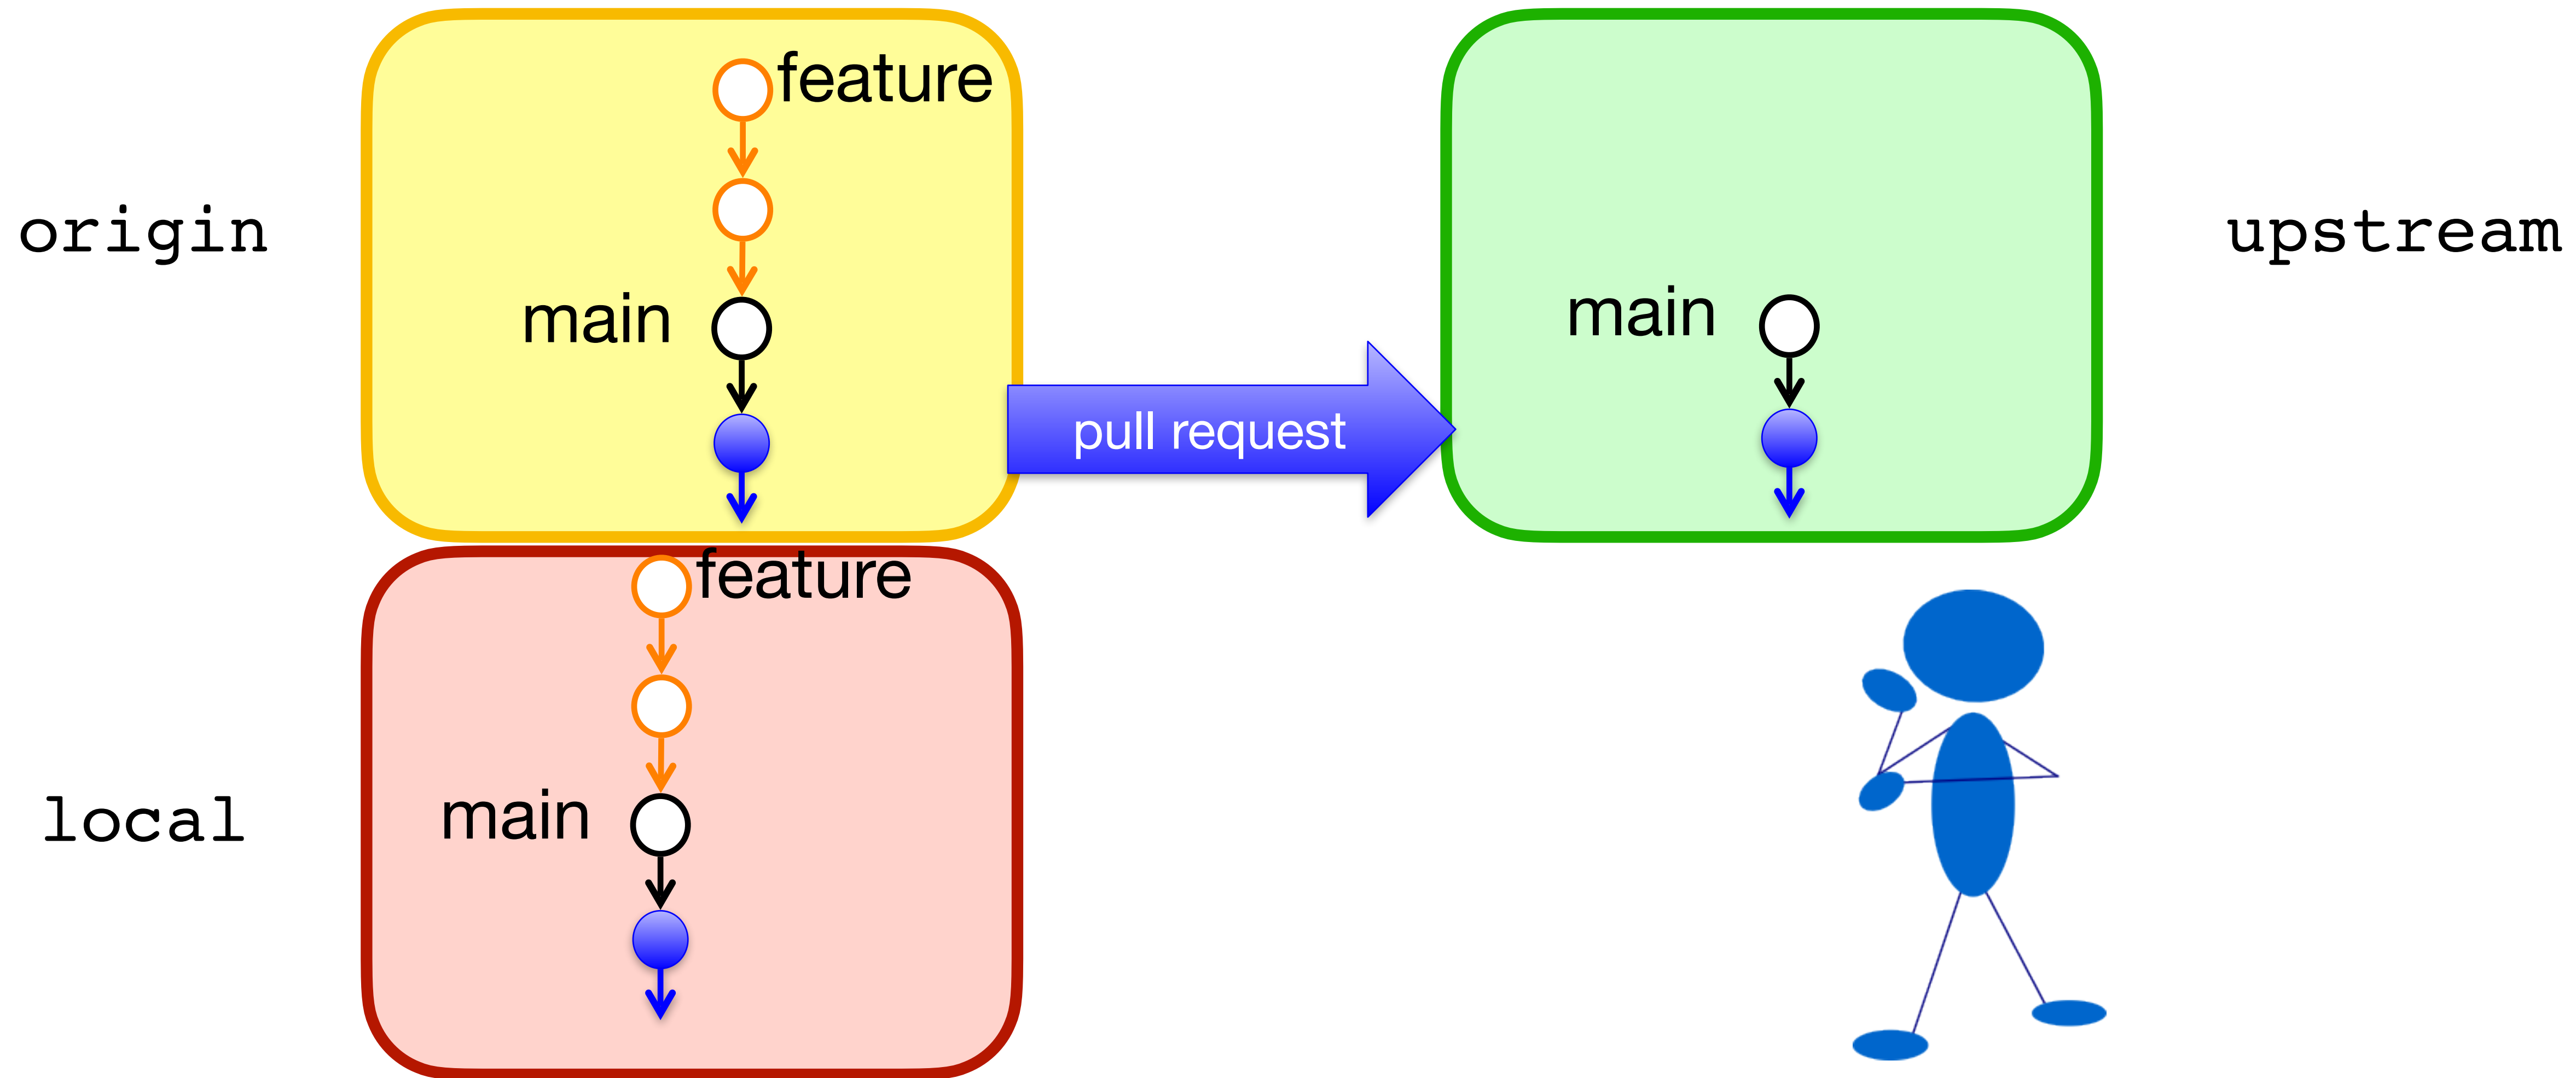 feature
origin
main
upstream
main
pull request
feature
local
main